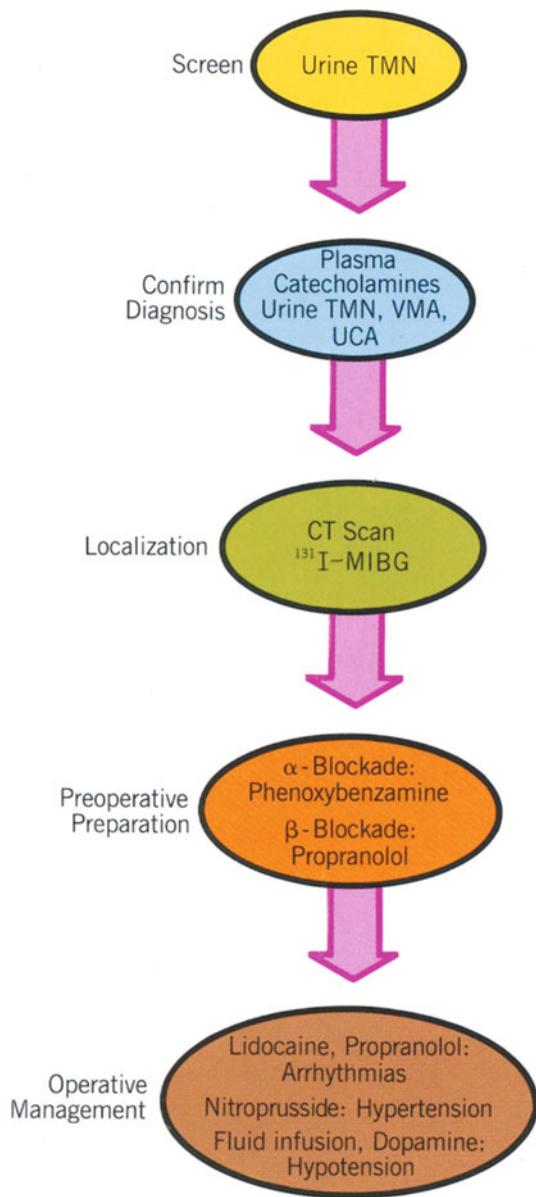 Screen
Urine TMN
Confirm
Diagnosis
Plasma
Catecholamines
Urine TMN, VMA,
UCA
Localization
CT Scan
¹³¹I-MIBG
Preoperative
Preparation
α-Blockade:
Phenoxybenzamine
β-Blockade:
Propranolol
Operative
Management
Lidocaine, Propranolol:
Arrhythmias
Nitroprusside: Hypertension
Fluid infusion, Dopamine:
Hypotension